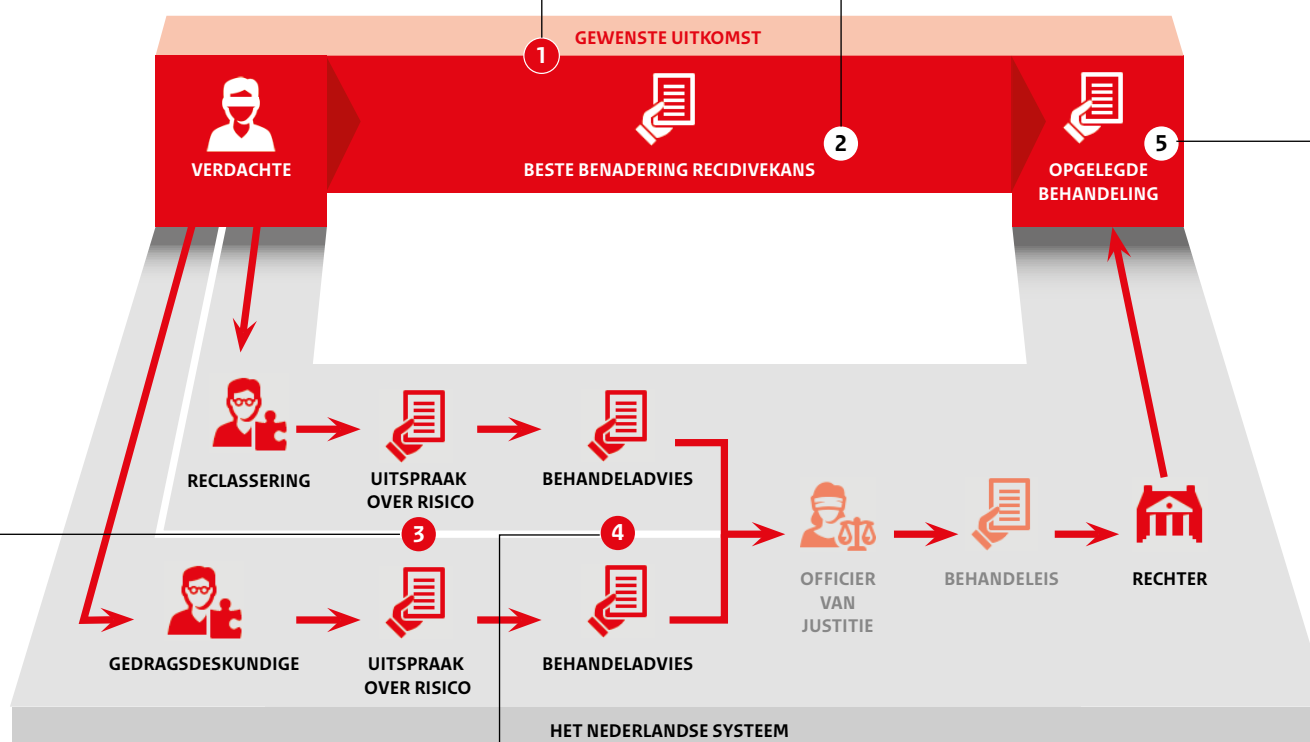 GEWENSTE UITKOMST
1
VERDACHTE
BESTE BENADERING RECIDIVEKANS
2
OPGELEGDE
BEHANDELING
5
RECLASSERING
UITSPRAAK
OVER RISICO
BEHANDELADVIES
3
4
OFFICIER
VAN
JUSTITIE
BEHANDELEIS
RECHTER
GEDRAGSDESKUNDIGE
UITSPRAAK
OVER RISICO
BEHANDELADVIES
HET NEDERLANDSE SYSTEEM